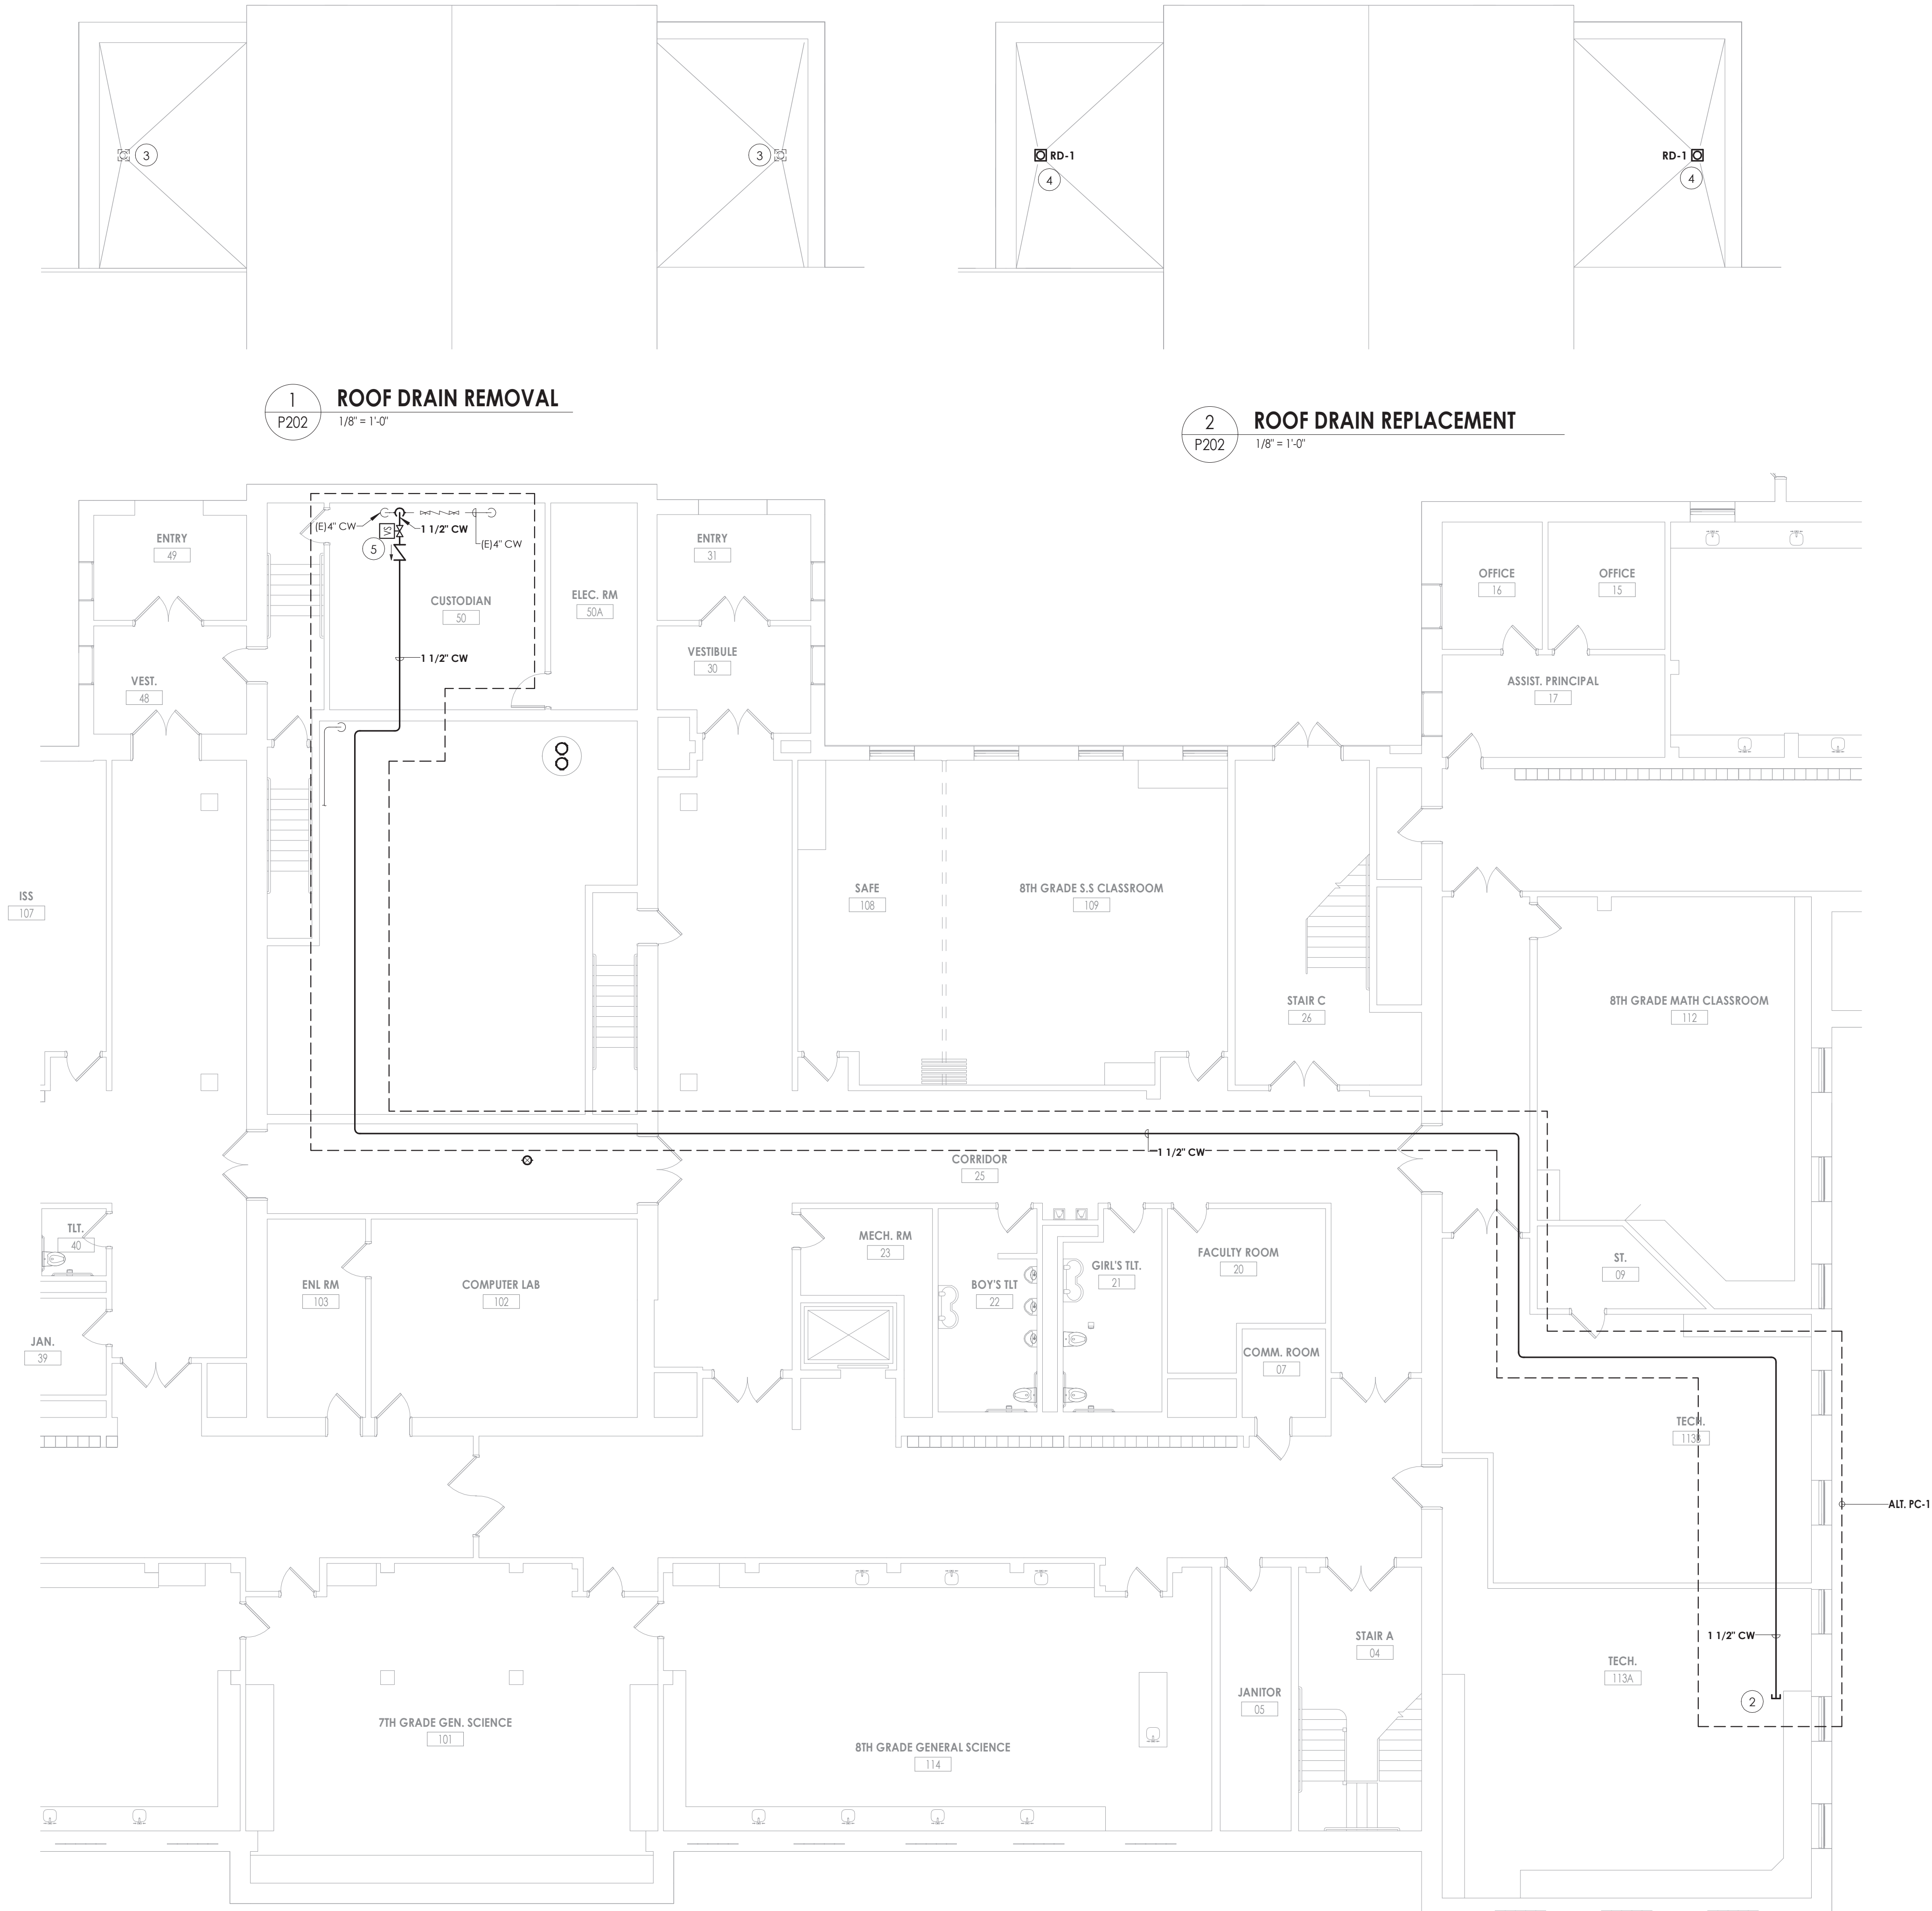 3
3
RD-1
4
RD-1
4
1
P202
ROOF DRAIN REMOVAL
1/8" = 1'-0"
2
P202
ROOF DRAIN REPLACEMENT
1/8" = 1'-0"
(E)4" CW
1 1/2" CW
(E)4" CW
VS
5
ENTRY
49
ENTRY
31
CUSTODIAN
50
ELEC. RM
50A
OFFICE
16
OFFICE
15
1 1/2" CW
VESTIBULE
30
VEST.
48
ASSIST. PRINCIPAL
17
ISS
107
SAFE
108
8TH GRADE S.S CLASSROOM
109
STAIR C
26
8TH GRADE MATH CLASSROOM
112
1 1/2" CW
CORRIDOR
25
TLT.
40
MECH. RM
23
FACULTY ROOM
20
ST.
09
ENL RM
103
COMPUTER LAB
102
BOY'S TLT
22
GIRL'S TLT.
21
JAN.
39
COMM. ROOM
07
TECH.
113B
ALT. PC-1
1 1/2" CW
STAIR A
04
TECH.
113A
JANITOR
05
2
7TH GRADE GEN. SCIENCE
101
8TH GRADE GENERAL SCIENCE
114